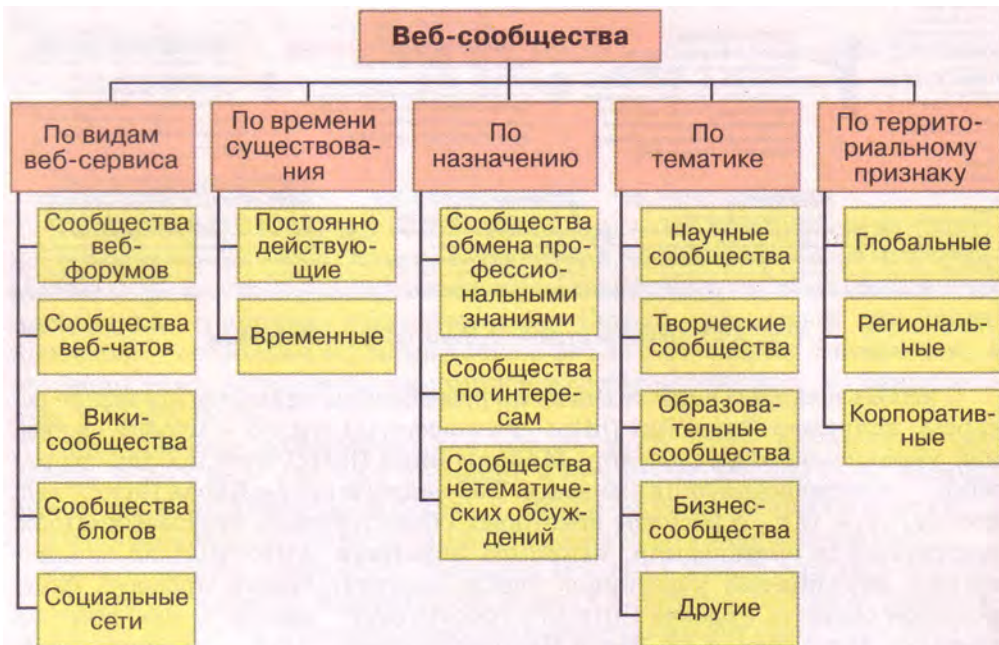 Веб-сообщества
По видам
веб-сервиса
Сообщества
веб-
форумов
Сообщества
веб-чатов
Вики-
сообщества
Сообщества
блогов
Социальные
сети
По времени
существова-
ния
Постоянно
действую-
щие
Временные
По
назначению
Сообщества
обмена про-
фессио-
нальными
знаниями
Сообщества
по интере-
сам
Сообщества
нетематиче-
ских обсуж-
дений
По
тематике
Научные
сообщества
Творческие
сообщества
Образова-
тельные
сообщества
Бизнес-
сообщества
Другие
По террито-
риальному
признаку
Глобальные
Региональ-
ные
Корпоратив-
ные